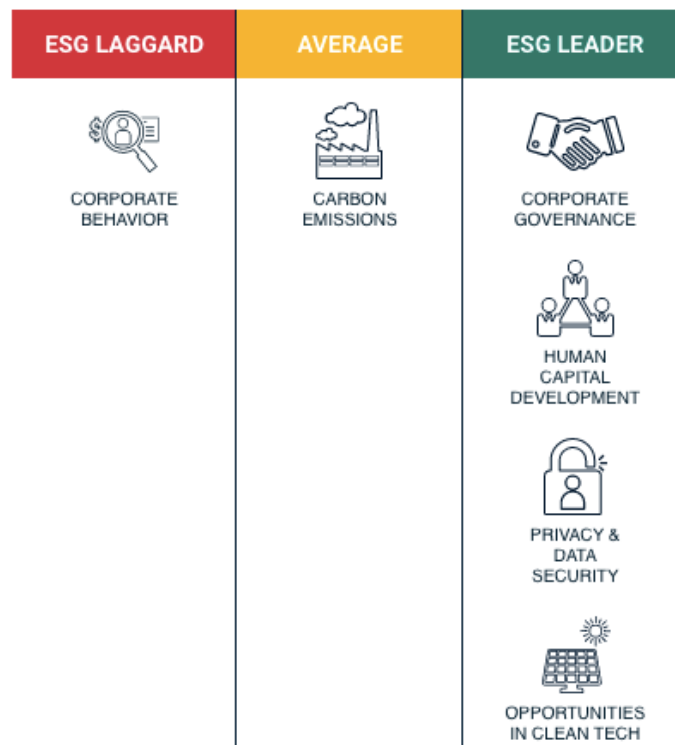 ESG LAGGARD
AVERAGE
ESG LEADER
CORPORATE
BEHAVIOR
CARBON
EMISSIONS
CORPORATE
GOVERNANCE
HUMAN
CAPITAL
DEVELOPMENT
PRIVACY &
DATA
SECURITY
OPPORTUNITIES
IN CLEAN TECH